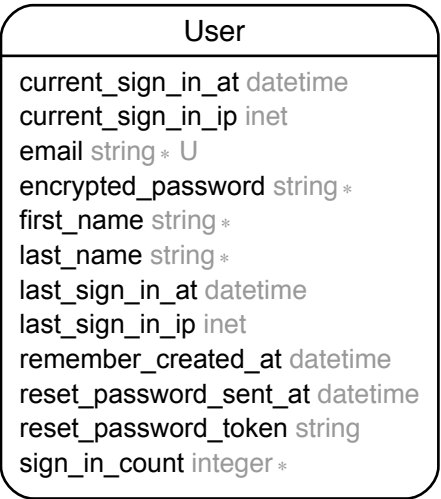 User
current_sign_in_at datetime
current_sign_in_ip inet
email string * U
encrypted_password string *
first_name string *
last_name string *
last_sign_in_at datetime
last_sign_in_ip inet
remember_created_at datetime
reset_password_sent_at datetime
reset_password_token string
sign_in_count integer *